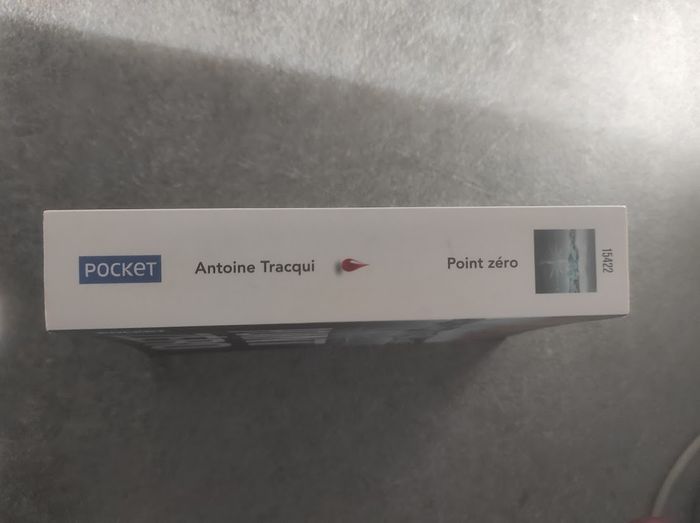 POCKET
Antoine Tracqui
Point zéro
15422